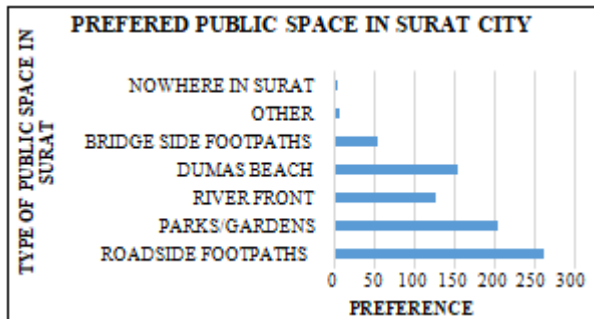 PREFERED PUBLIC SPACE IN SURAT CITY
TYPE OF PUBLIC SPACE IN
SURAT
NOWHERE IN SURAT
OTHER
BRIDGE SIDE FOOTPATHS
DUMAS BEACH
RIVER FRONT
PARKS/GARDENS
ROADSIDE FOOTPATHS
0 50 100 150 200 250 300
PREFERENCE